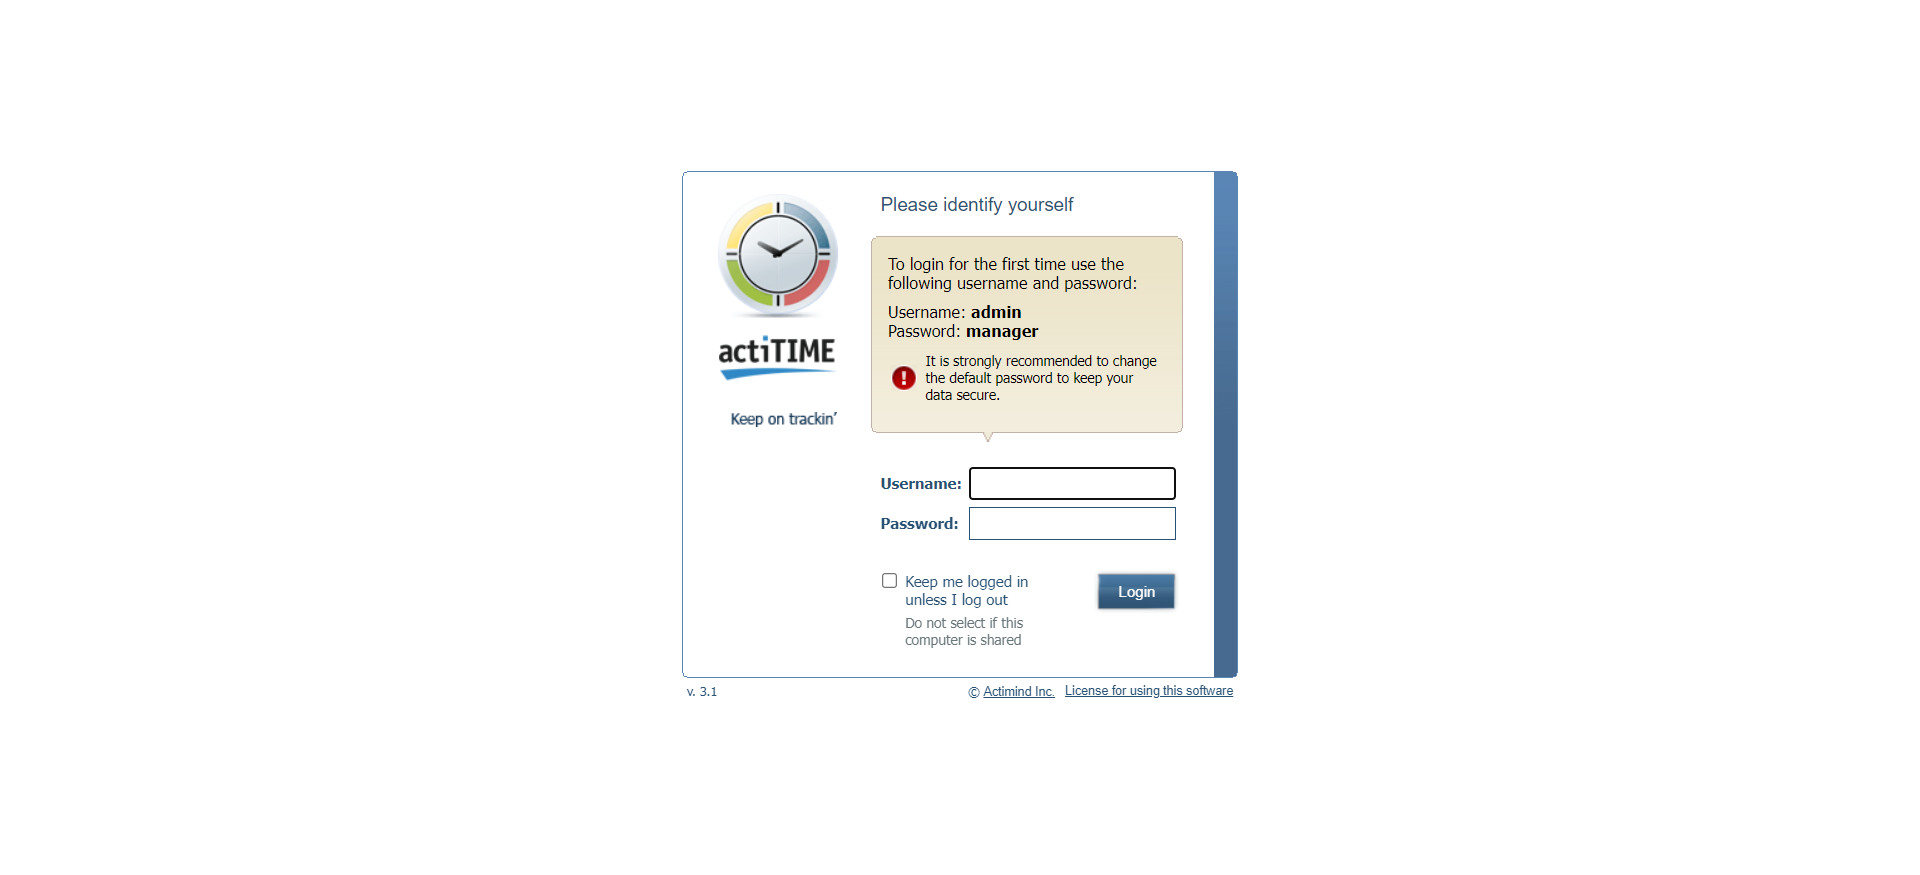 Please identify yourself
To login for the first time use the
following username and password:
Username: admin
Password: manager
It is strongly recommended to change
the default password to keep your
data secure.
actiTIME
Keep on trackin'
Username:
Password:
Keep me logged in
unless I log out
Do not select if this
computer is shared
Login
v. 3.1
© Actimind Inc. License for using this software